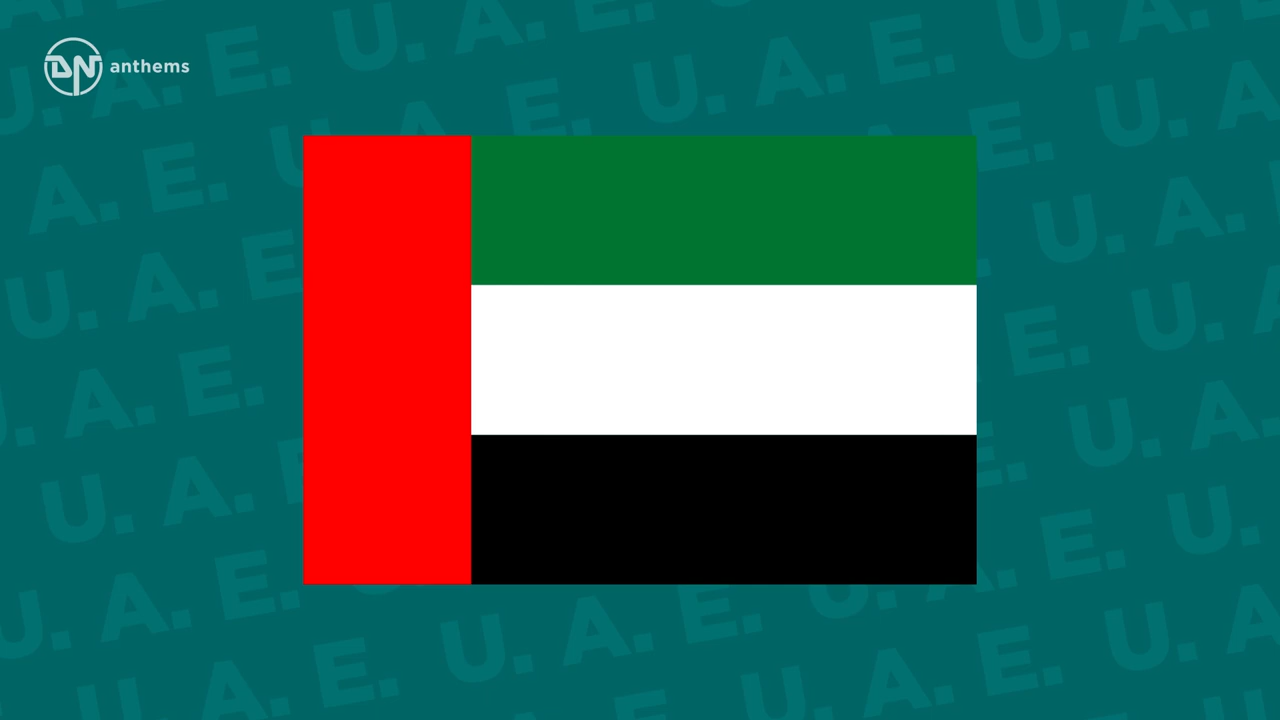 DN anthems
U. A. E.
U. A. E. U. A. E.
A. E. U. A. E. U. A. E. U. A. E.
U. A. E. E. U. A.
U. A. E. U. A.
U. A. E. U. A.
U. A. E. E. U. A.
U. A. E. U. A. E. U. A. E. U.
E. U. A. E. U. A.
U.